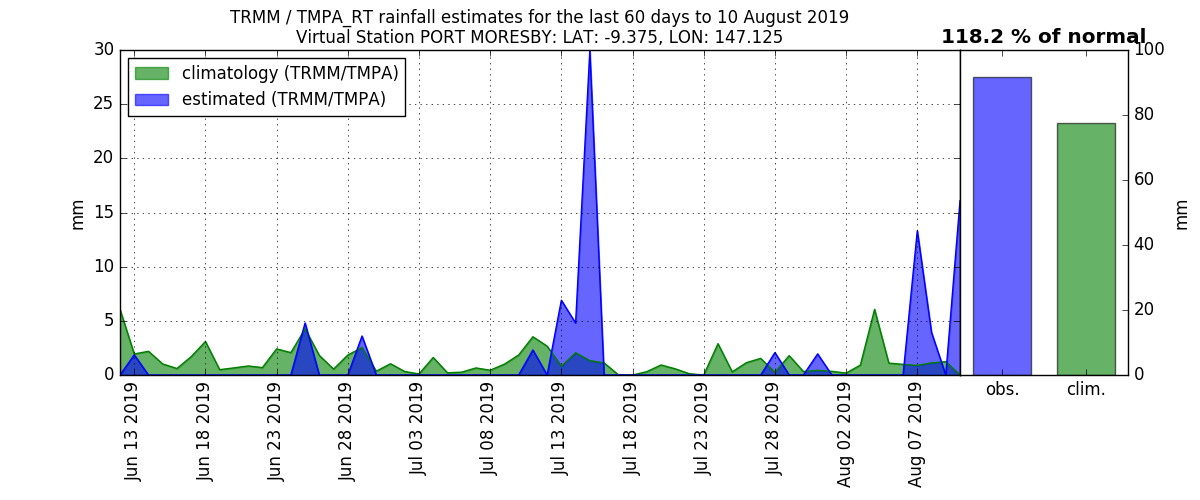 TRMM / TMPA_RT rainfall estimates for the last 60 days to 10 August 2019
Virtual Station PORT MORESBY: LAT: -9.375, LON: 147.125
118.2 % of normal
climatology (TRMM/TMPA)
estimated (TRMM/TMPA)
30
25
20
15
10
5
0
mm
Jun 13 2019
Jun 18 2019
Jun 23 2019
Jun 28 2019
Jul 03 2019
Jul 08 2019
Jul 13 2019
Jul 18 2019
Jul 23 2019
Jul 28 2019
Aug 02 2019
Aug 07 2019
obs.
clim.
100
80
60
40
20
0
mm